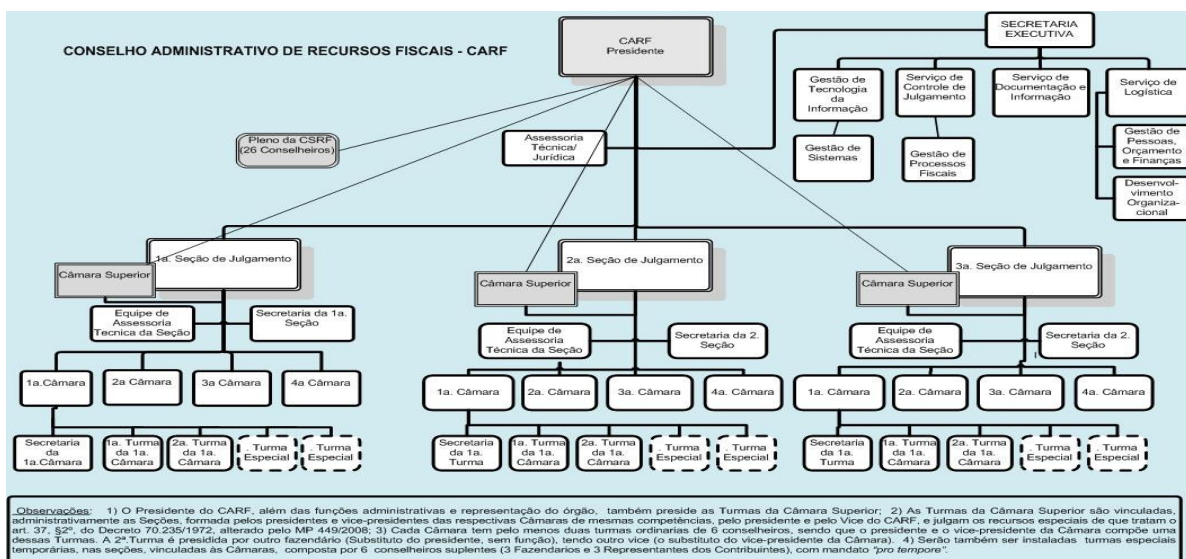 CONSELHO ADMINISTRATIVO DE RECURSOS FISCAIS - CARF
CARF
Presidente
SECRETARIA
EXECUTIVA
Gestão de
Tecnologia
da
Informação
Serviço de
Controle de
Julgamento
Serviço de
Documentação e
Informação
Serviço de
Logística
Gestão de
Sistemas
Gestão de
Processos
Fiscais
Gestão de
Pessoas,
Orçamento
e Finanças
Desenvol-
vimento
Organiza-
cional
Pleno da CSRF
(26 Conselheiros)
Assessoria
Técnica/
Jurídica
1a. Seção de Julgamento
Câmara Superior
Equipe de
Assessoria
Tecnica da Seção
Secretaria da 1a.
Seção
1a.Câmara
2a Câmara
3a Câmara
4a Câmara
Secretaria
da
1a.Câmara
1a. Turma
da 1a.
Câmara
2a. Turma
da 1a.
Câmara
. Turma
Especial
. Turma
Especial
2a. Seção de Julgamento
Câmara Superior
Equipe de
Assessoria
Técnica da Seção
Secretaria da 2.
Seção
1a. Câmara
2a. Câmara
3a. Câmara
4a. Câmara
Secretaria
da 1a.
Turma
1a. Turma
da 1a.
Câmara
2a. Turma
da 1a.
Câmara
. Turma
Especial
. Turma
Especial
3a. Seção de Julgamento
Câmara Superior
Equipe de
Assessoria
Técnica da Seção
Secretaria da 2.
Seção
1a. Câmara
2a. Câmara
3a. Câmara
4a. Câmara
Secretaria
da 1a.
Turma
1a. Turma
da 1a.
Câmara
2a. Turma
da 1a.
Câmara
. Turma
Especial
. Turma
Especial
Observações: 1) O Presidente do CARF, além das funções administrativas e representação do órgão, também preside as Turmas da Câmara Superior; 2) As Turmas da Câmara Superior são vinculadas,
administrativamente as Seções, formada pelos presidentes e vice-presidentes das respectivas Câmaras de mesmas competências, pelo presidente e pelo Vice do CARF, e julgam os recursos especiais de que tratam o
art. 37, §2º, do Decreto 70.235/1972, alterado pelo MP 449/2008; 3) Cada Câmara tem pelo menos duas turmas ordinarias de 6 conselheiros, sendo que o presidente e o vice-presidente da Câmara compõe uma
dessas Turmas. A 2ª.Turma é presidida por outro fazendário (Substituto do presidente, sem função), tendo outro vice (o substituto do vice-presidente da Câmara). 4) Serão também ser instaladas turmas especiais
temporárias, nas seções, vinculadas às Câmaras, composta por 6 conselheiros suplentes (3 Fazendarios e 3 Representantes dos Contribuintes), com mandato "pro tempore".